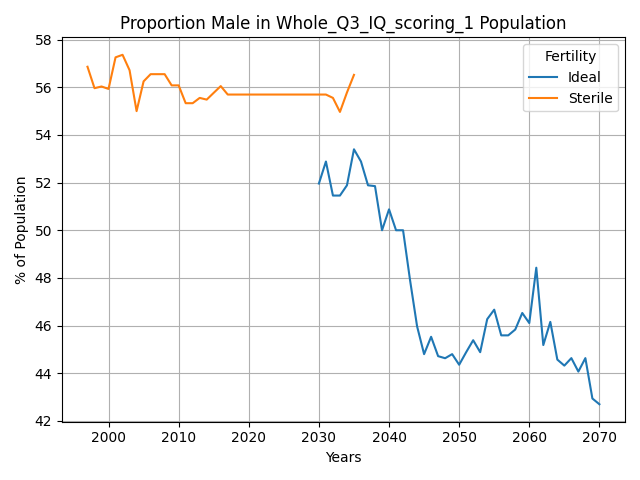 Proportion Male in Whole_Q3_IQ_scoring_1 Population
58
56
54
52
50
48
46
44
42
% of Population
Fertility
Ideal
Sterile
2000 2010 2020 2030 2040 2050 2060 2070
Years